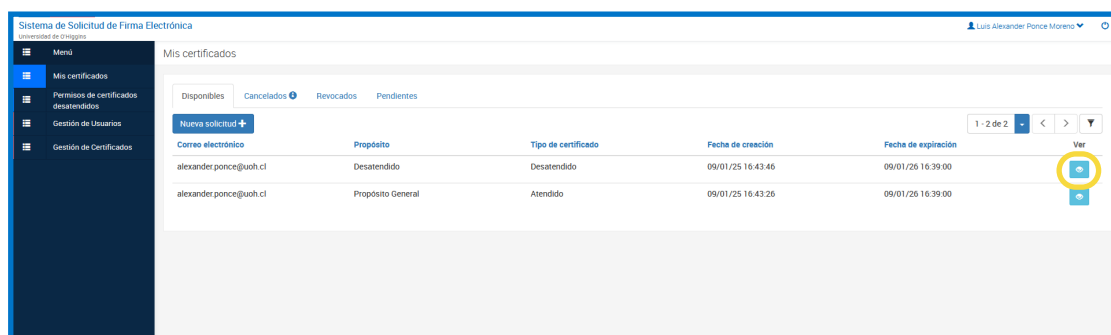 Sistema de Solicitud de Firma Electrónica
Universidad de O'Higgins
Luis Alexander Ponce Moreno
Menú
Mis certificados
Mis certificados
Permisos de certificados
desatendidos
Gestión de Usuarios
Gestión de Certificados
Disponibles Cancelados Revocados Pendientes
Nueva solicitud
1 - 2 de 2
Correo electrónico Propósito Tipo de certificado Fecha de creación Fecha de expiración Ver
alexander.ponce@uoh.cl Desatendido Desatendido 09/01/25 16:43:46 09/01/26 16:39:00
alexander.ponce@uoh.cl Propósito General Atendido 09/01/25 16:43:26 09/01/26 16:39:00